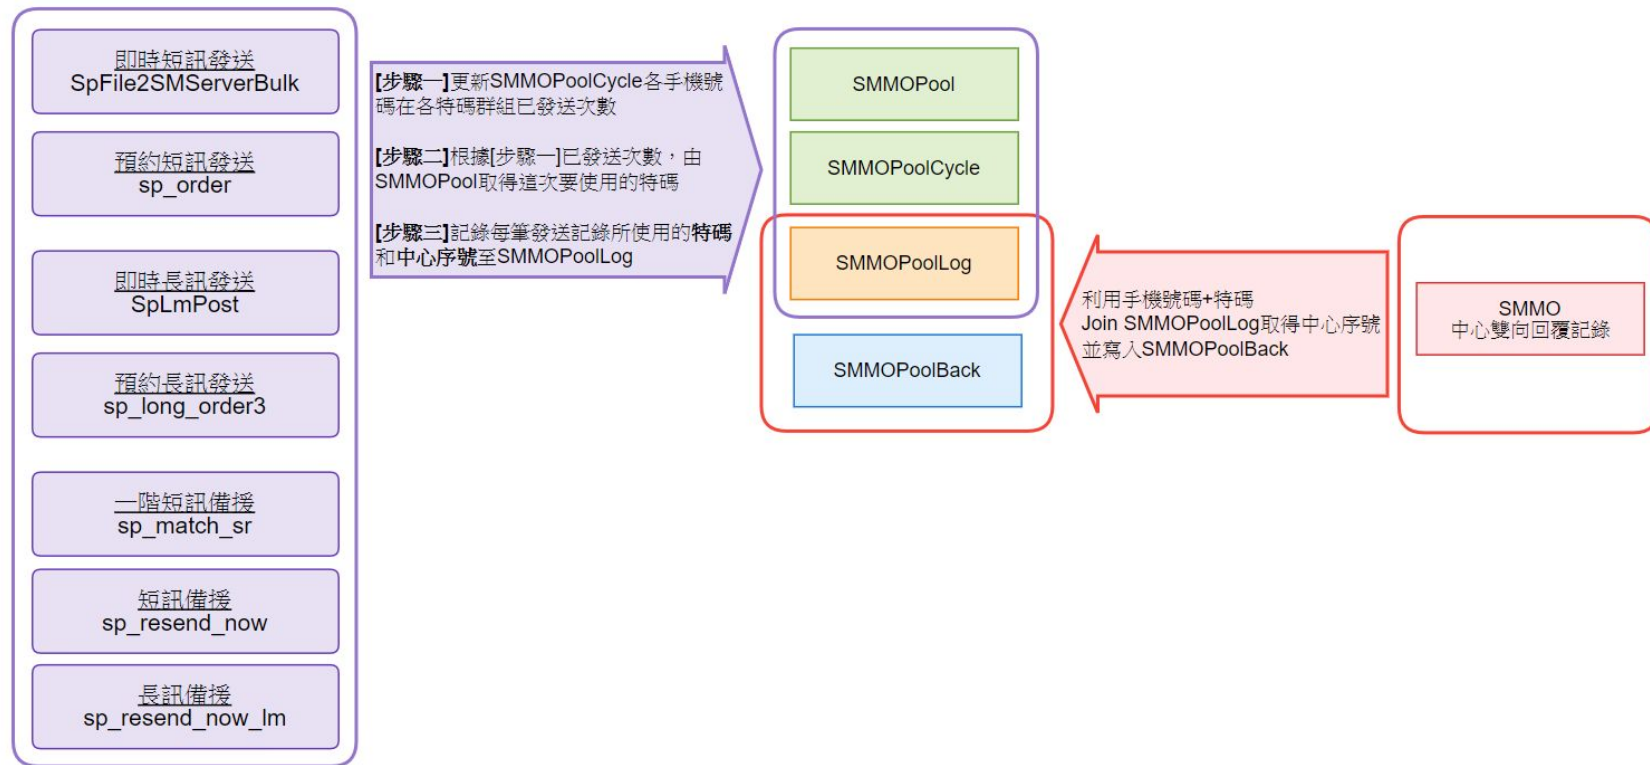 即時短訊發送
SpFile2SMServerBulk
預約短訊發送
sp_order
即時長訊發送
SpLmPost
預約長訊發送
sp_long_order3
一階短訊備援
sp_match_sr
短訊備援
sp_resend_now
長訊備援
sp_resend_now_lm
[步驟一]更新SMMOPoolCycle各手機號
碼在各特碼群組已發送次數
[步驟二]根據[步驟一]已發送次數，由
SMMOPool取得這次要使用的特碼
[步驟三]記錄每筆發送記錄所使用的特碼
和中心序號至SMMOPoolLog
SMMOPool
SMMOPoolCycle
SMMOPoolLog
SMMOPoolBack
利用手機號碼+特碼
Join SMMOPoolLog取得中心序號
並寫入SMMOPoolBack
SMMO
中心雙向回覆記錄